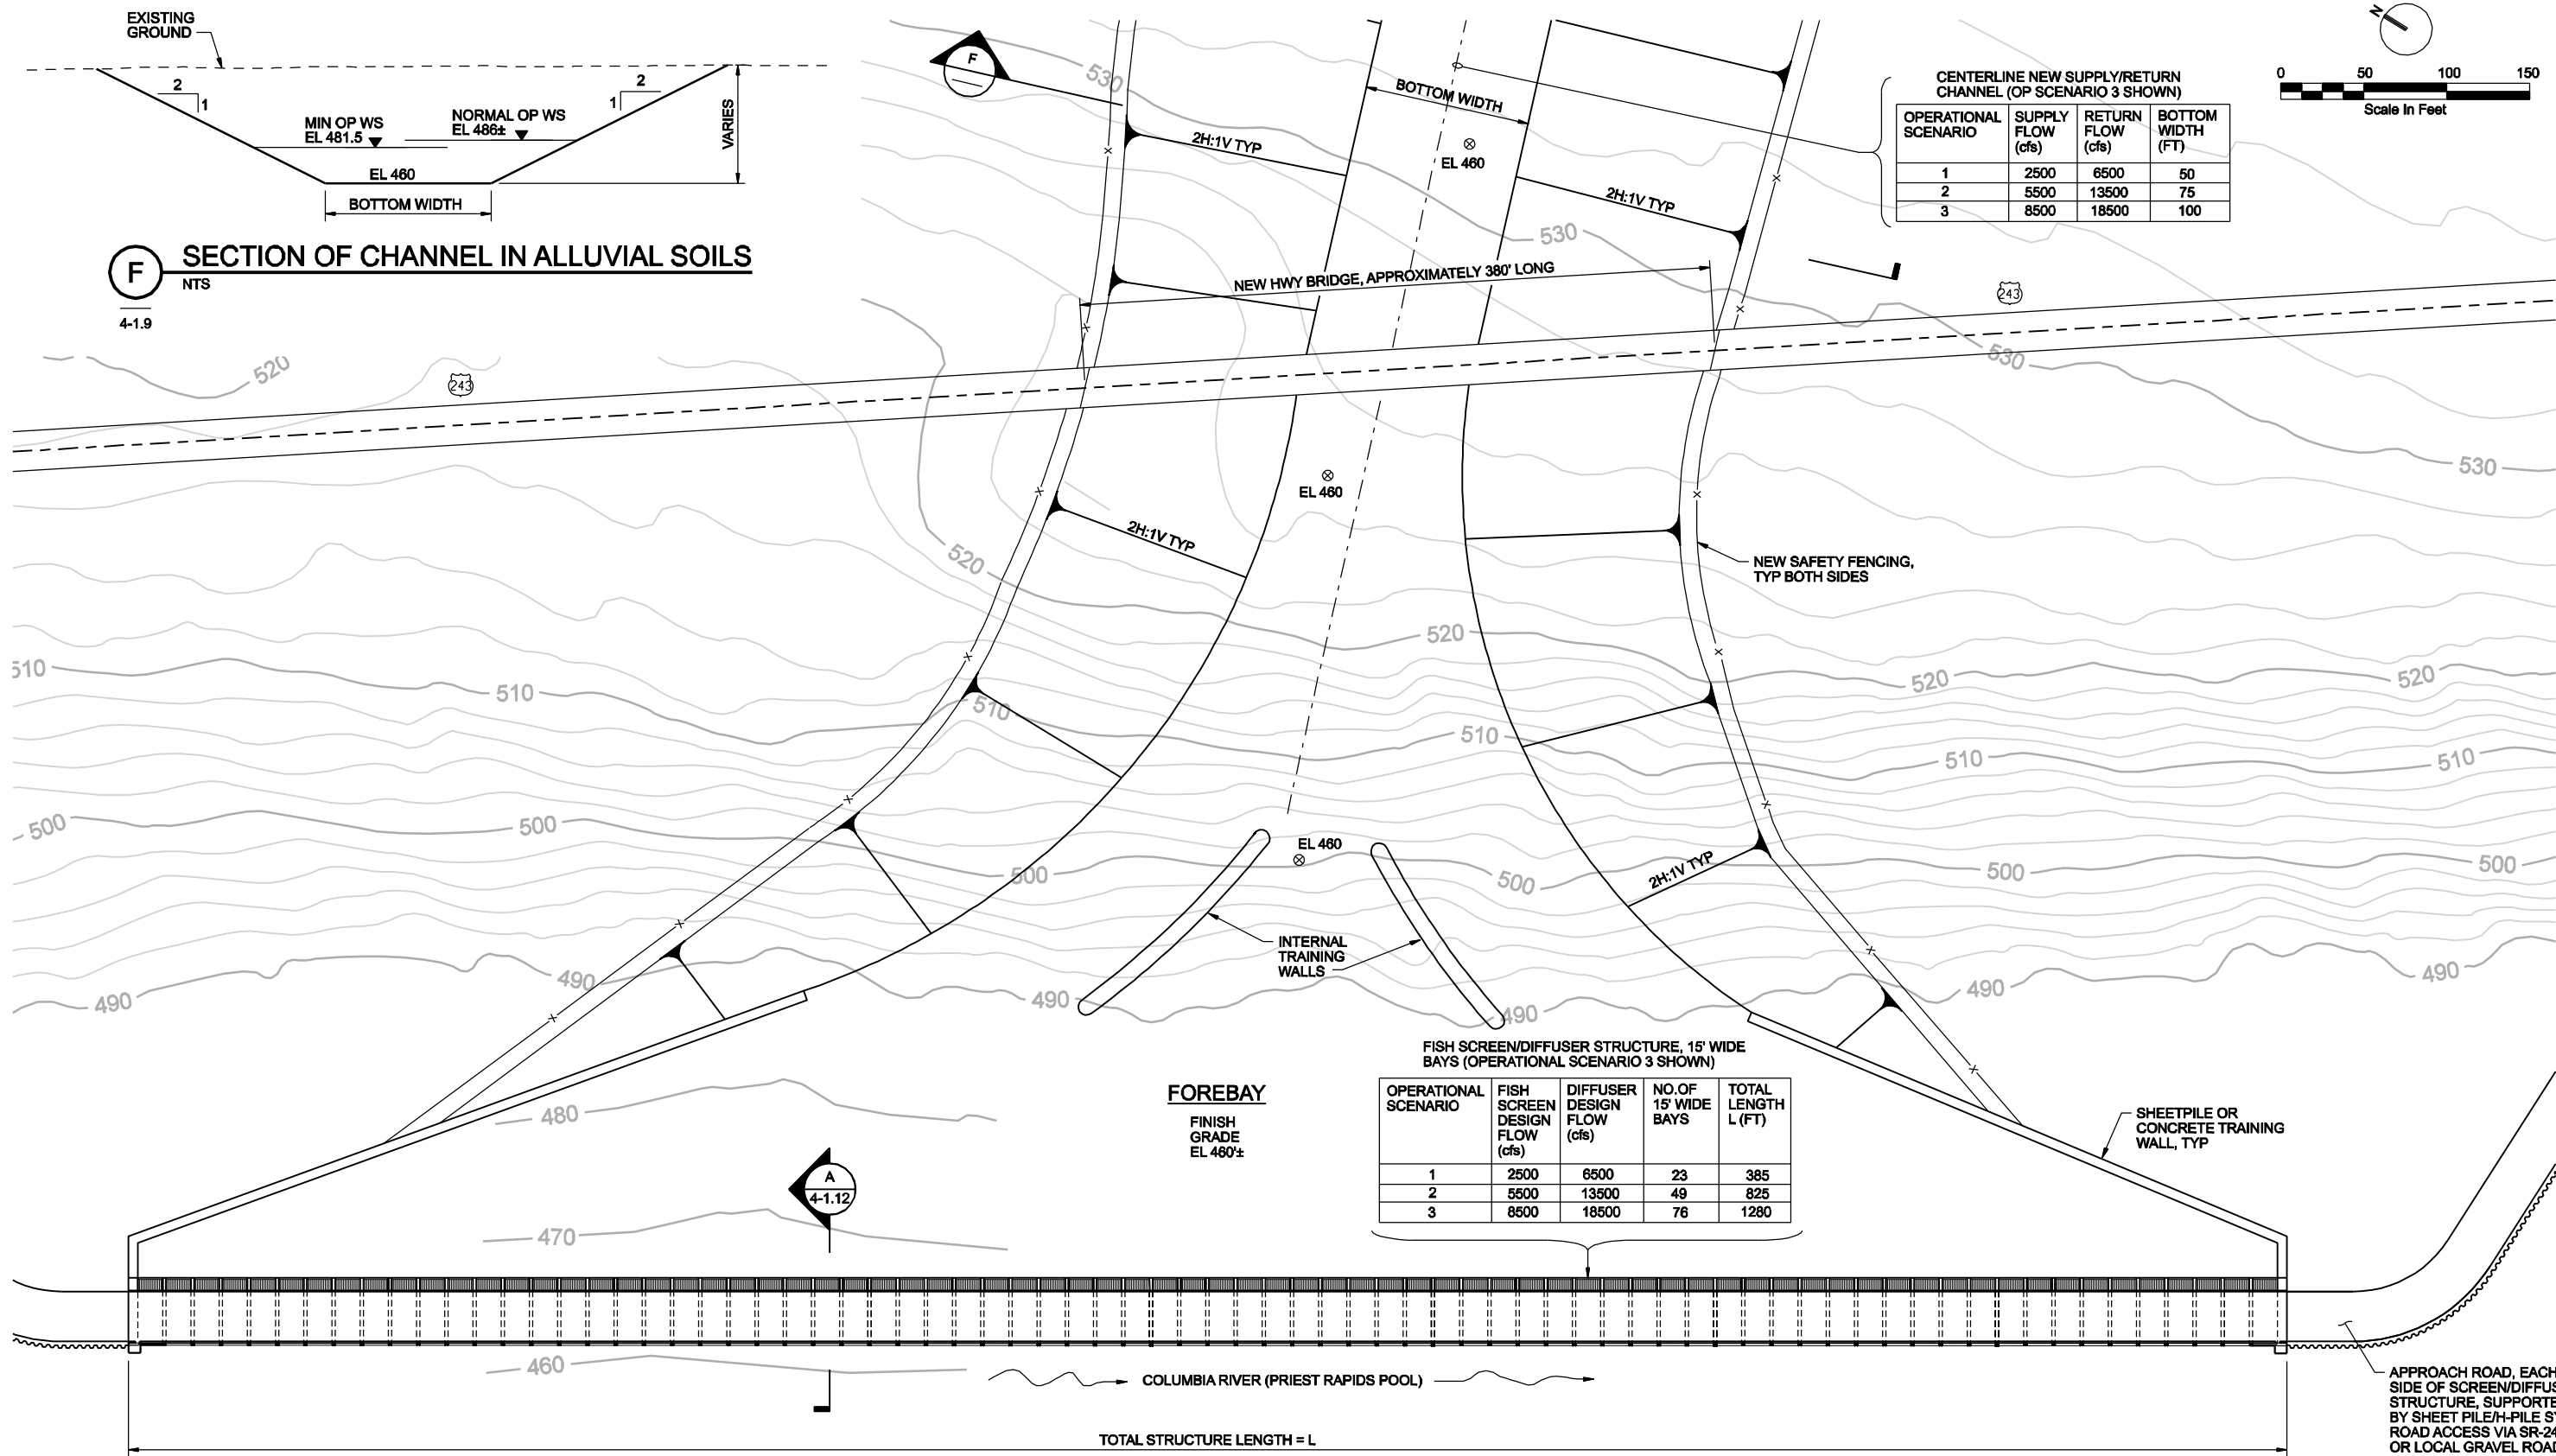 EXISTING
GROUND
2
1
2
1
MIN OP WS
EL 481.5
NORMAL OP WS
EL 486±
VARIES
EL 460
BOTTOM WIDTH
F SECTION OF CHANNEL IN ALLUVIAL SOILS
NTS
4-1.9
F
530
BOTTOM WIDTH
2H:1V TYP
EL 460
2H:1V TYP
530
N
0 50 100 150
Scale In Feet
CENTERLINE NEW SUPPLY/RETURN
CHANNEL (OP SCENARIO 3 SHOWN)
OPERATIONAL SCENARIO SUPPLY FLOW (cfs) RETURN FLOW (cfs) BOTTOM WIDTH (FT)
1 2500 6500 50
2 5500 13500 75
3 8500 18500 100
NEW HWY BRIDGE, APPROXIMATELY 380' LONG
243
530
520
243
530
EL 460
2H:1V TYP
520
NEW SAFETY FENCING,
TYP BOTH SIDES
520
510
510
510
520
520
510
510
510
500
500
EL 460
500
500
2H:1V TYP
500
500
INTERNAL
TRAINING
WALLS
490
490
490
490
490
490
480
FOREBAY
FINISH
GRADE
EL 460'±
FISH SCREEN/DIFFUSER STRUCTURE, 15' WIDE
BAYS (OPERATIONAL SCENARIO 3 SHOWN)
OPERATIONAL SCENARIO FISH SCREEN DESIGN FLOW (cfs) DIFFUSER DESIGN FLOW (cfs) NO.OF 15' WIDE BAYS TOTAL LENGTH L (FT)
1 2500 6500 23 385
2 5500 13500 49 825
3 8500 18500 76 1280
SHEETPILE OR
CONCRETE TRAINING
WALL, TYP
A
4-1.12
470
460
COLUMBIA RIVER (PRIEST RAPIDS POOL)
TOTAL STRUCTURE LENGTH = L
APPROACH ROAD, EACH
SIDE OF SCREEN/DIFFUS
STRUCTURE, SUPPORTE
BY SHEET PILE/H-PILE SY
ROAD ACCESS VIA SR-24
OR LOCAL GRAVEL ROAD